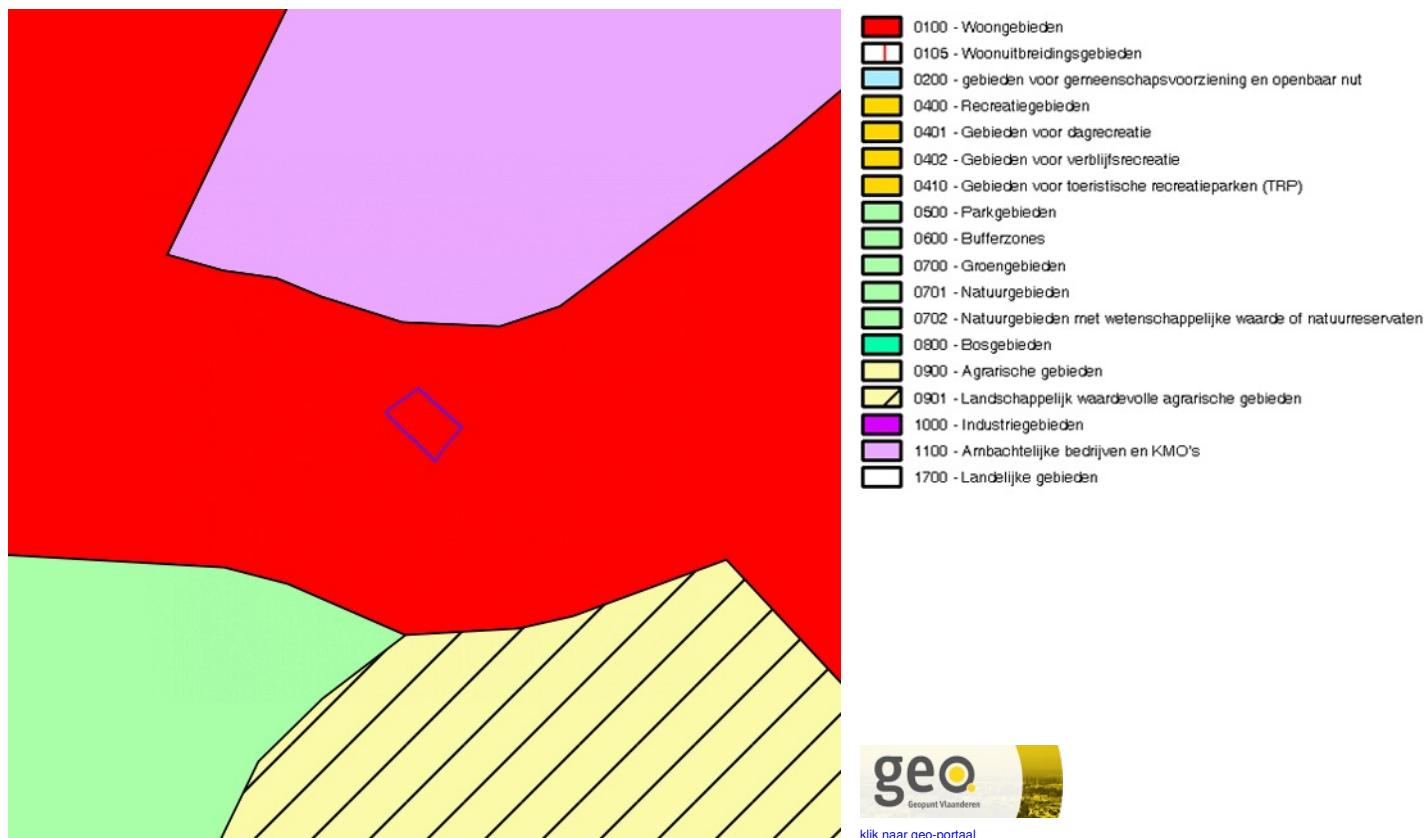 0100 - Woongebieden
0105 - Woonuitbreidingsgebieden
0200 - gebieden voor gemeenschapsvoorziening en openbaar nut
0400 - Recreatiegebieden
0401 - Gebieden voor dagrecreatie
0402 - Gebieden voor verblijfsrecreatie
0410 - Gebieden voor toeristische recreatieparken (TRP)
0500 - Parkgebieden
0600 - Bufferzones
0700 - Groengebieden
0701 - Natuurgebieden
0702 - Natuurgebieden met wetenschappelijke waarde of natuurreservaten
0800 - Bosgebieden
0900 - Agrarische gebieden
0901 - Landschappelijk waardevolle agrarische gebieden
1000 - Industriegebieden
1100 - Ambachtelijke bedrijven en KMO's
1700 - Landelijke gebieden
geo.
Geopunt Vlaanderen
klik naar geo-portaal